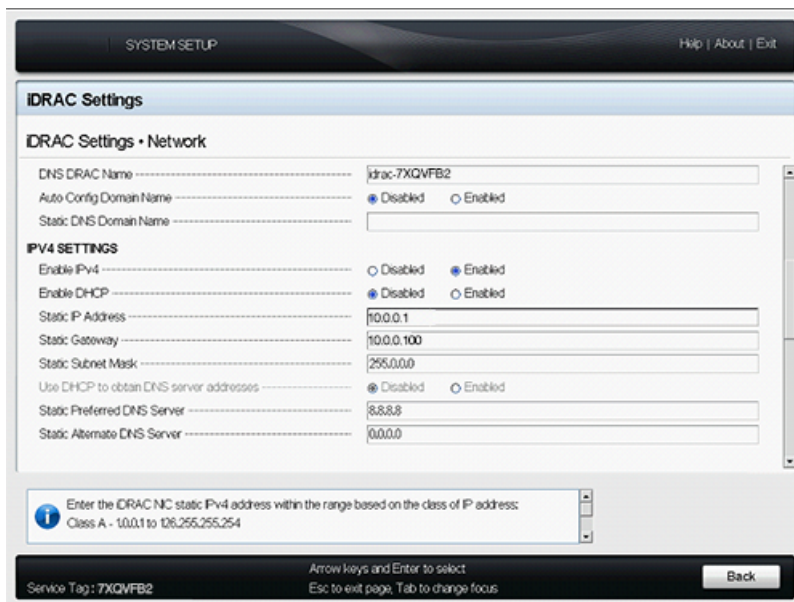 SYSTEM SETUP
Help | About | Exit
iDRAC Settings
iDRAC Settings • Network
DNS DRAC Name idrac-7XQVFB2
Auto Config Domain Name Disabled Enabled
Static DNS Domain Name
IPV4 SETTINGS
Enable IPv4 Disabled Enabled
Enable DHCP Disabled Enabled
Static IP Address 10.0.0.1
Static Gateway 10.0.0.100
Static Subnet Mask 255.0.0.0
Use DHCP to obtain DNS server addresses Disabled Enabled
Static Preferred DNS Server 8.8.8.8
Static Alternate DNS Server 0.0.0.0
Enter the iDRAC NIC static IPv4 address within the range based on the class of IP address:
Class A - 1.0.0.1 to 126.255.255.254
Arrow keys and Enter to select
Service Tag : 7XQVFB2 Esc to exit page, Tab to change focus
Back